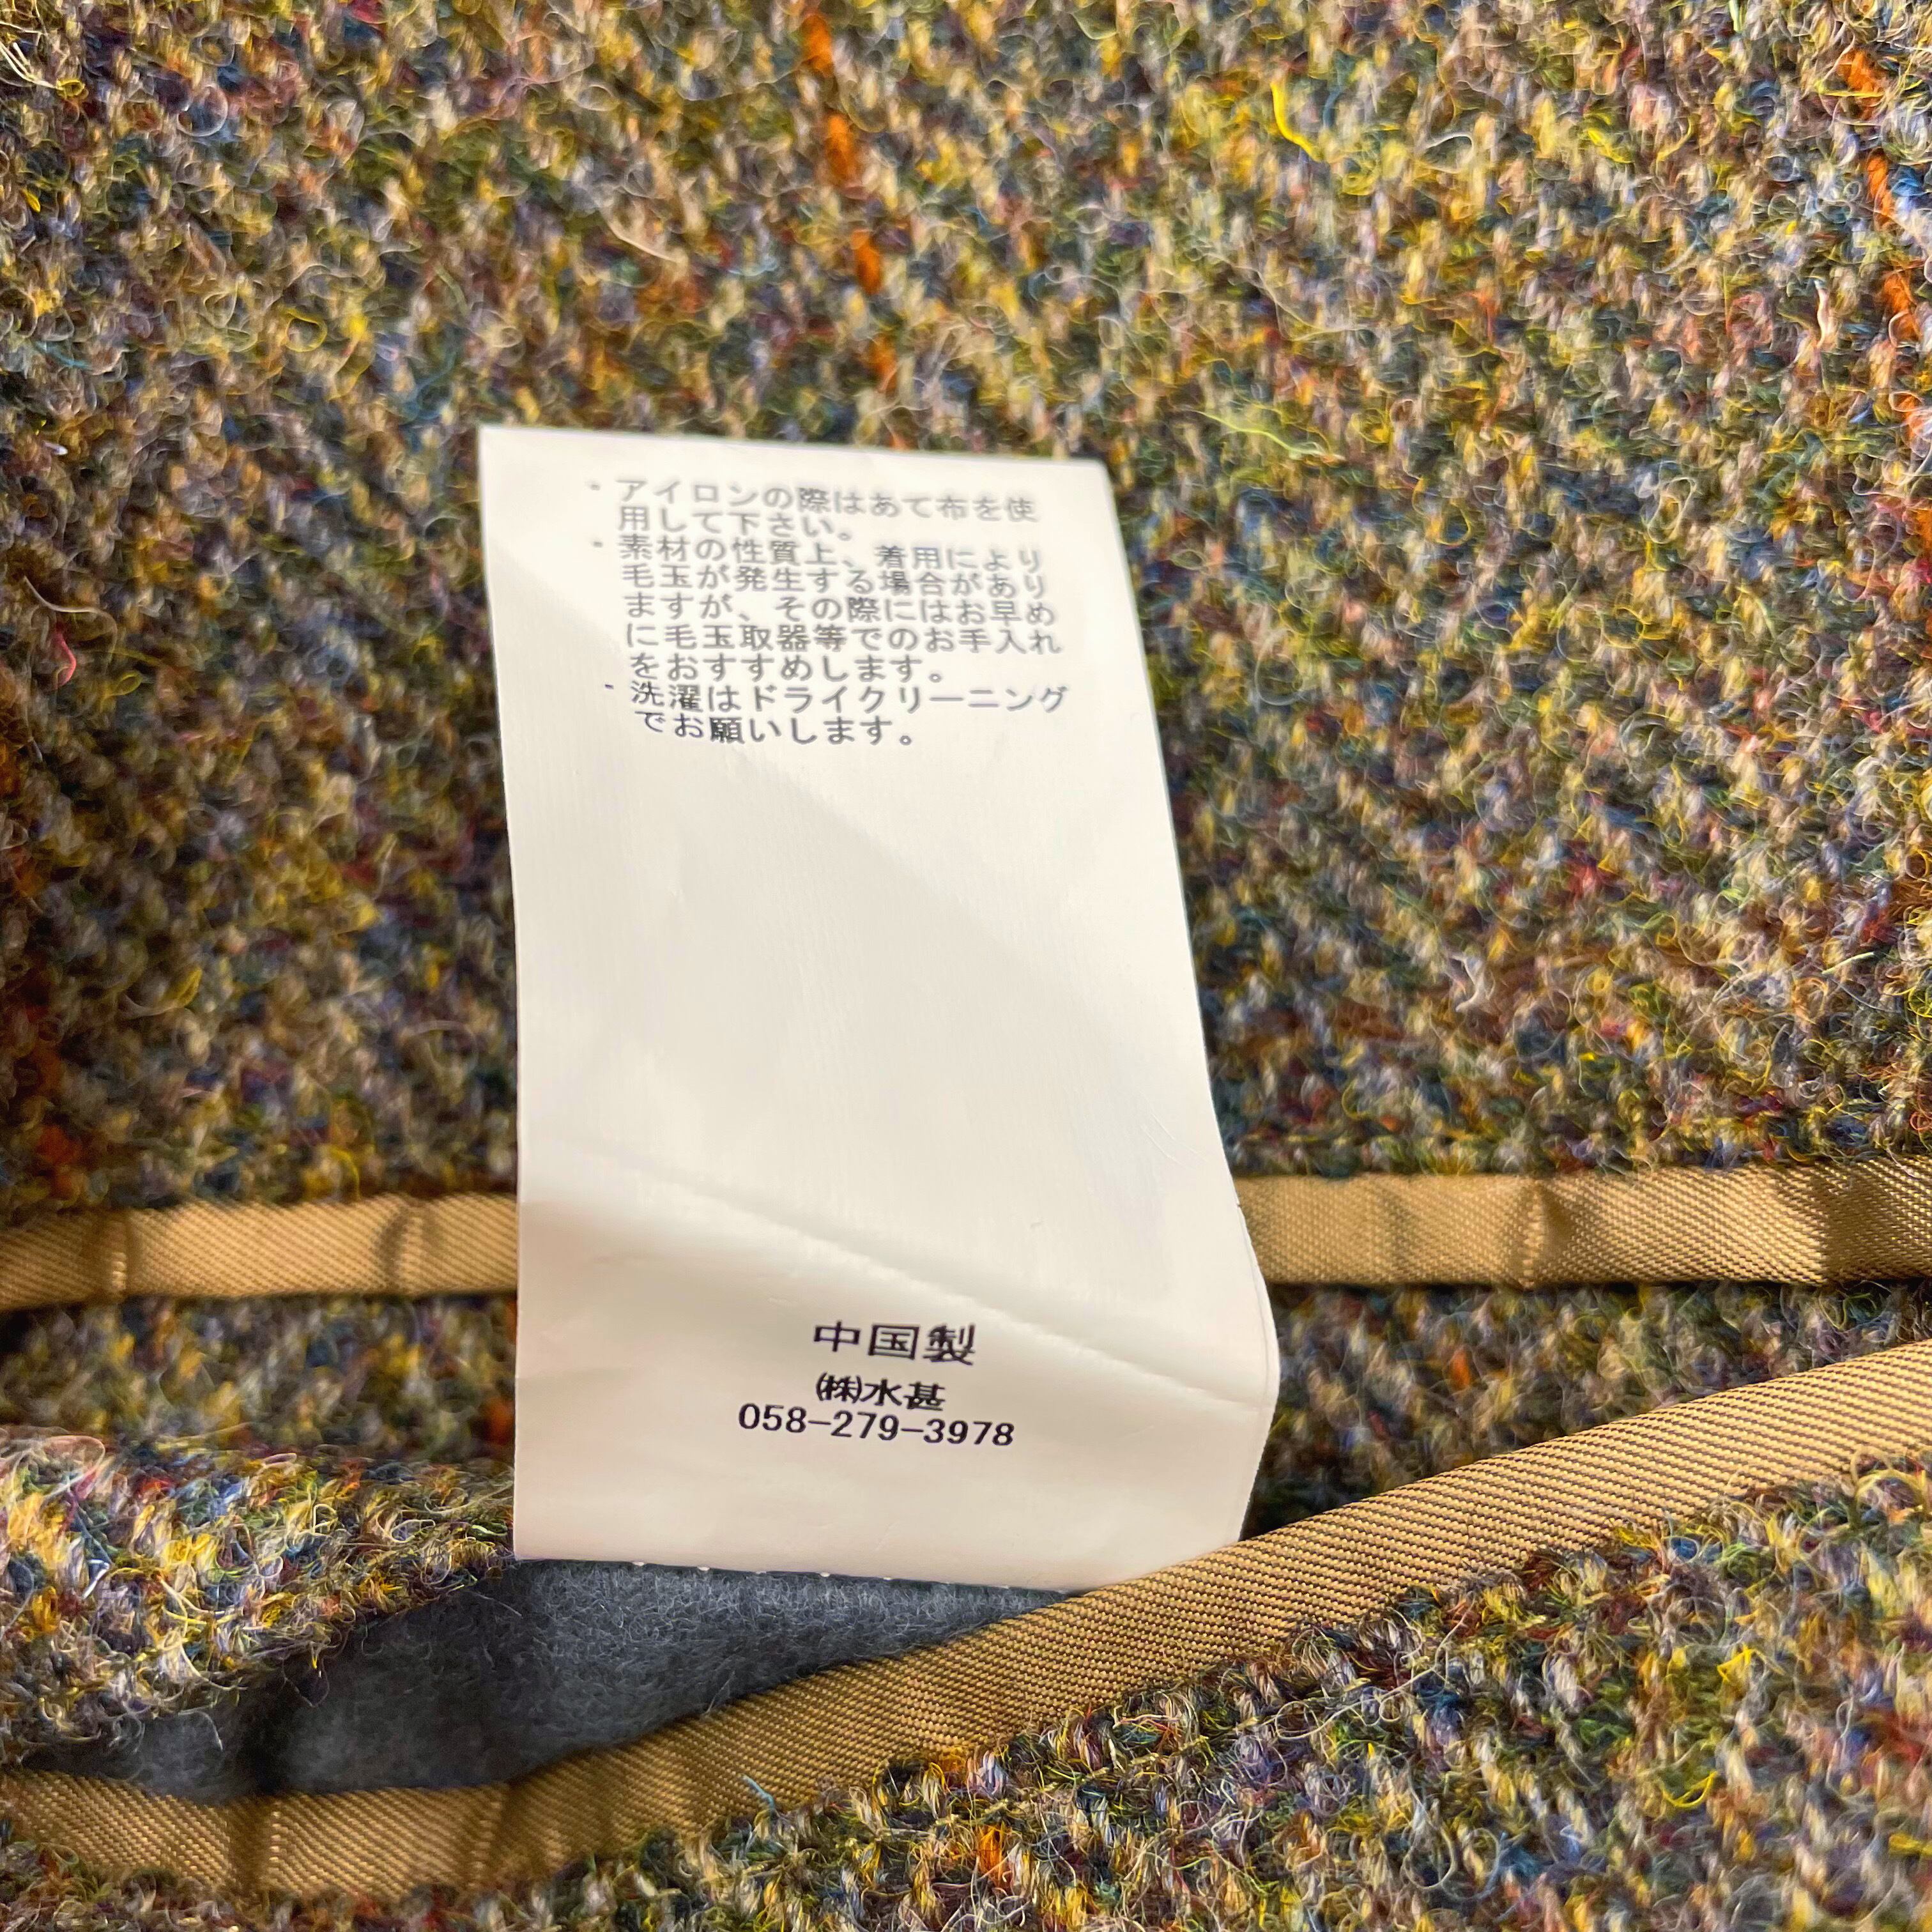 ・アイロンの際はあて布を使
用して下さい。
・素材の性質上、着用により
毛玉が発生する場合があり
ますが、その際にはお早め
に毛玉取器等でのお手入れ
をおすすめします。
・洗濯はドライクリーニング
でお願いします。
中国製
㈱水甚
058-279-3978